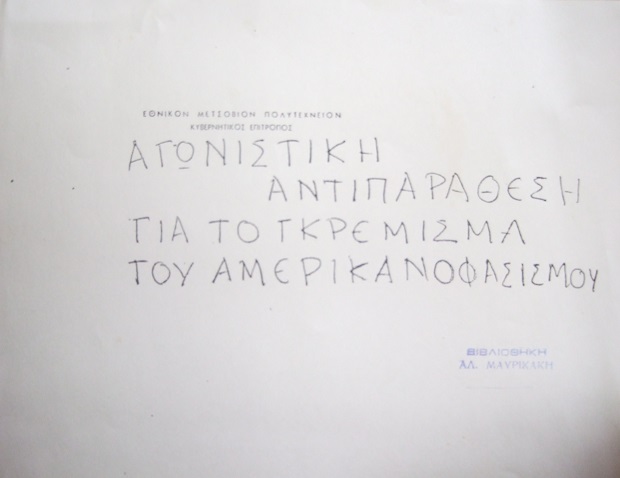 ΕΘΝΙΚΟΝ ΜΕΤΣΟΒΙΟΝ ΠΟΛΥΤΕΧΝΕΙΟΝ
ΚΥΒΕΡΝΗΤΙΚΟΣ ΕΠΙΤΡΟΠΟΣ
ΑΓΩΝΙΣΤΙΚΗ
ΑΝΤΙΠΑΡΑΘΕΣΗ
ΓΙΑ ΤΟ ΓΚΡΕΜΙΣΜΑ
ΤΟΥ ΑΜΕΡΙΚΑΝΟΦΑΣΙΣΜΟΥ
ΒΙΒΛΙΟΘΗΚΗ
ΑΛ. ΜΑΥΡΙΚΑΚΗ